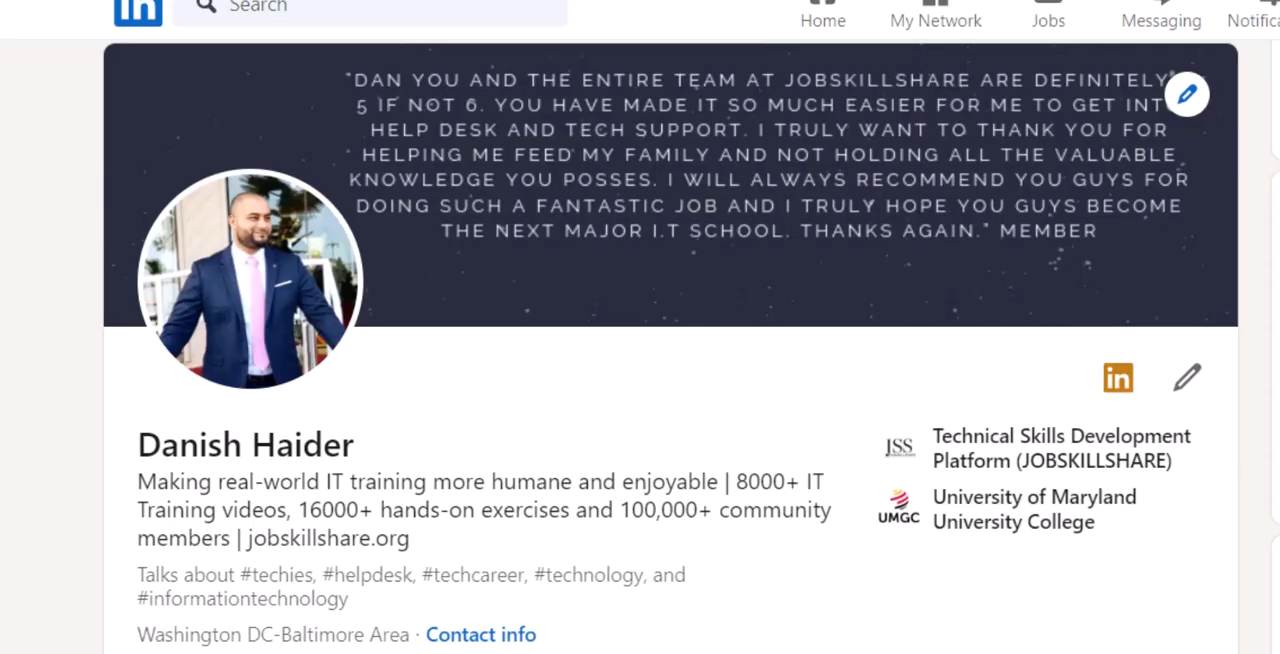 in
Search
Home
My Network
Jobs
Messaging
"DAN YOU AND THE ENTIRE TEAM AT JOBSKILLSHARE ARE DEFINITELY
5 IF NOT 6. YOU HAVE MADE IT SO MUCH EASIER FOR ME TO GET
HELP DESK AND TECH SUPPORT. I TRULY WANT TO THANK YOU FOR
HELPING ME FEED MY FAMILY AND NOT HOLDING ALL THE VALUABLE
KNOWLEDGE YOU POSSES. I WILL ALWAYS RECOMMEND YOU GUYS FOR
DOING SUCH A FANTASTIC JOB AND I TRULY HOPE YOU GUYS BECOME
THE NEXT MAJOR I.T SCHOOL. THANKS AGAIN." MEMBER
in
Danish Haider
Making real-world IT training more humane and enjoyable | 8000+ IT
Training videos, 16000+ hands-on exercises and 100,000+ community
members | jobskillshare.org
Talks about #techies, #helpdesk, #techcareer, #technology, and
#informationtechnology
Washington DC-Baltimore Area · Contact info
JSS
Technical Skills Development
Platform (JOBSKILLSHARE)
UMGC
University of Maryland
University College